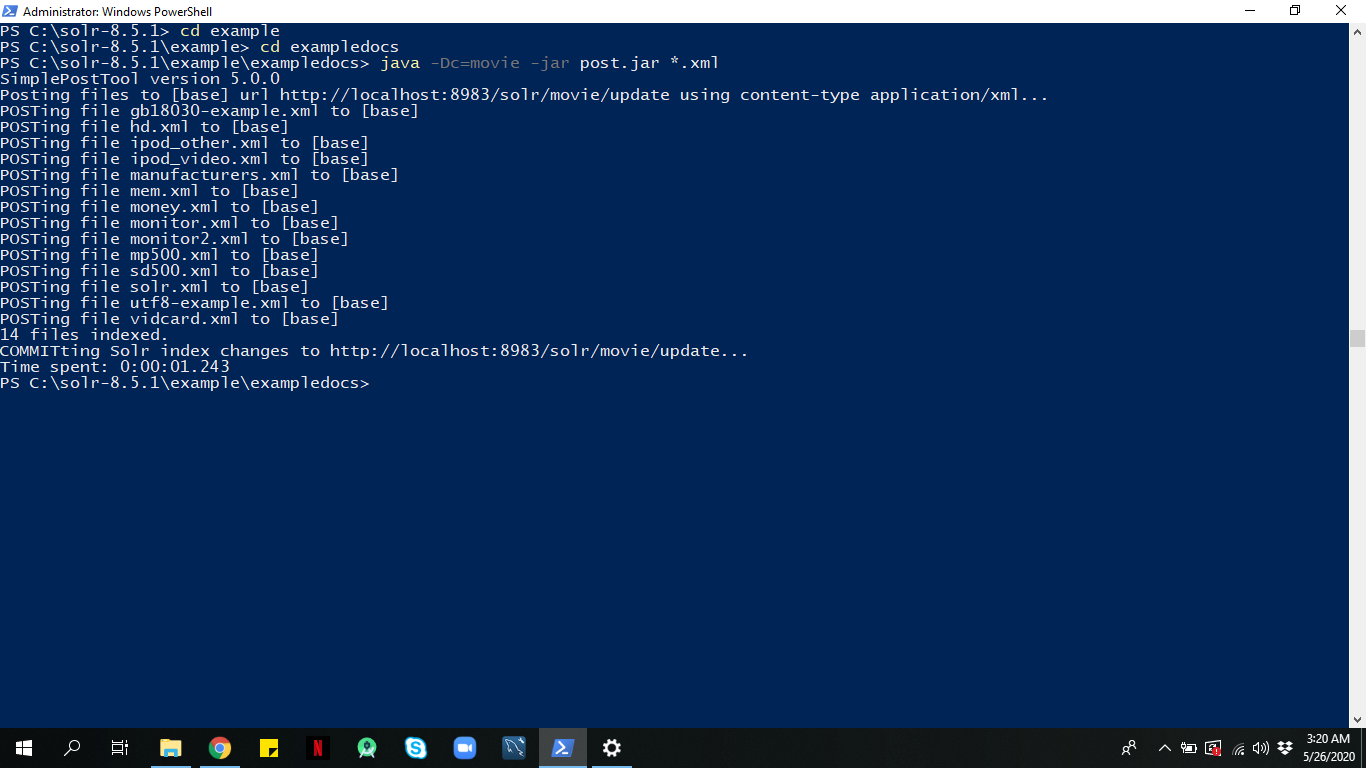 Administrator: Windows PowerShell
PS C:\solr-8.5.1> cd example
PS C:\solr-8.5.1\example> cd exampledocs
PS C:\solr-8.5.1\example\exampledocs> java -Dc=movie -jar post.jar *.xml
SimplePostTool version 5.0.0
Posting files to [base] url http://localhost:8983/solr/movie/update using content-type application/xml...
POSTing file gb18030-example.xml to [base]
POSTing file hd.xml to [base]
POSTing file ipod_other.xml to [base]
POSTing file ipod_video.xml to [base]
POSTing file manufacturers.xml to [base]
POSTing file mem.xml to [base]
POSTing file money.xml to [base]
POSTing file monitor.xml to [base]
POSTing file monitor2.xml to [base]
POSTing file mp500.xml to [base]
POSTing file sd500.xml to [base]
POSTing file solr.xml to [base]
POSTing file utf8-example.xml to [base]
POSTing file vidcard.xml to [base]
14 files indexed.
COMMITting Solr index changes to http://localhost:8983/solr/movie/update...
Time spent: 0:00:01.243
PS C:\solr-8.5.1\example\exampledocs>
3:20 AM
5/26/2020